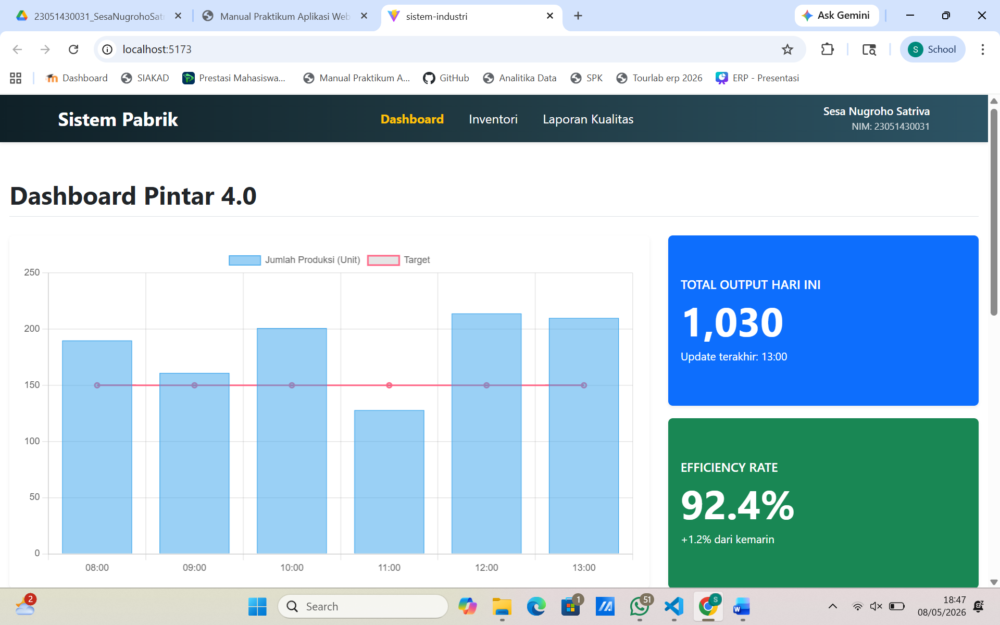 23051430031_SesaNugrohoSat
Manual Praktikum Aplikasi Web
sistem-industri
Ask Gemini
localhost:5173
S
School
Dashboard
SIAKAD
Prestasi Mahasiswa...
Manual Praktikum A...
GitHub
Analitika Data
SPK
Tourlab erp 2026
ERP - Presentasi
Sistem Pabrik
Dashboard
Inventori
Laporan Kualitas
Sesa Nugroho Satriva
NIM: 23051430031
Dashboard Pintar 4.0
Jumlah Produksi (Unit)
Target
250
200
150
100
50
0
08:00
09:00
10:00
11:00
12:00
13:00
TOTAL OUTPUT HARI INI
1,030
Update terakhir: 13:00
EFFICIENCY RATE
92.4%
+1.2% dari kemarin
2
Search
1
51
S
18:47
08/05/2026